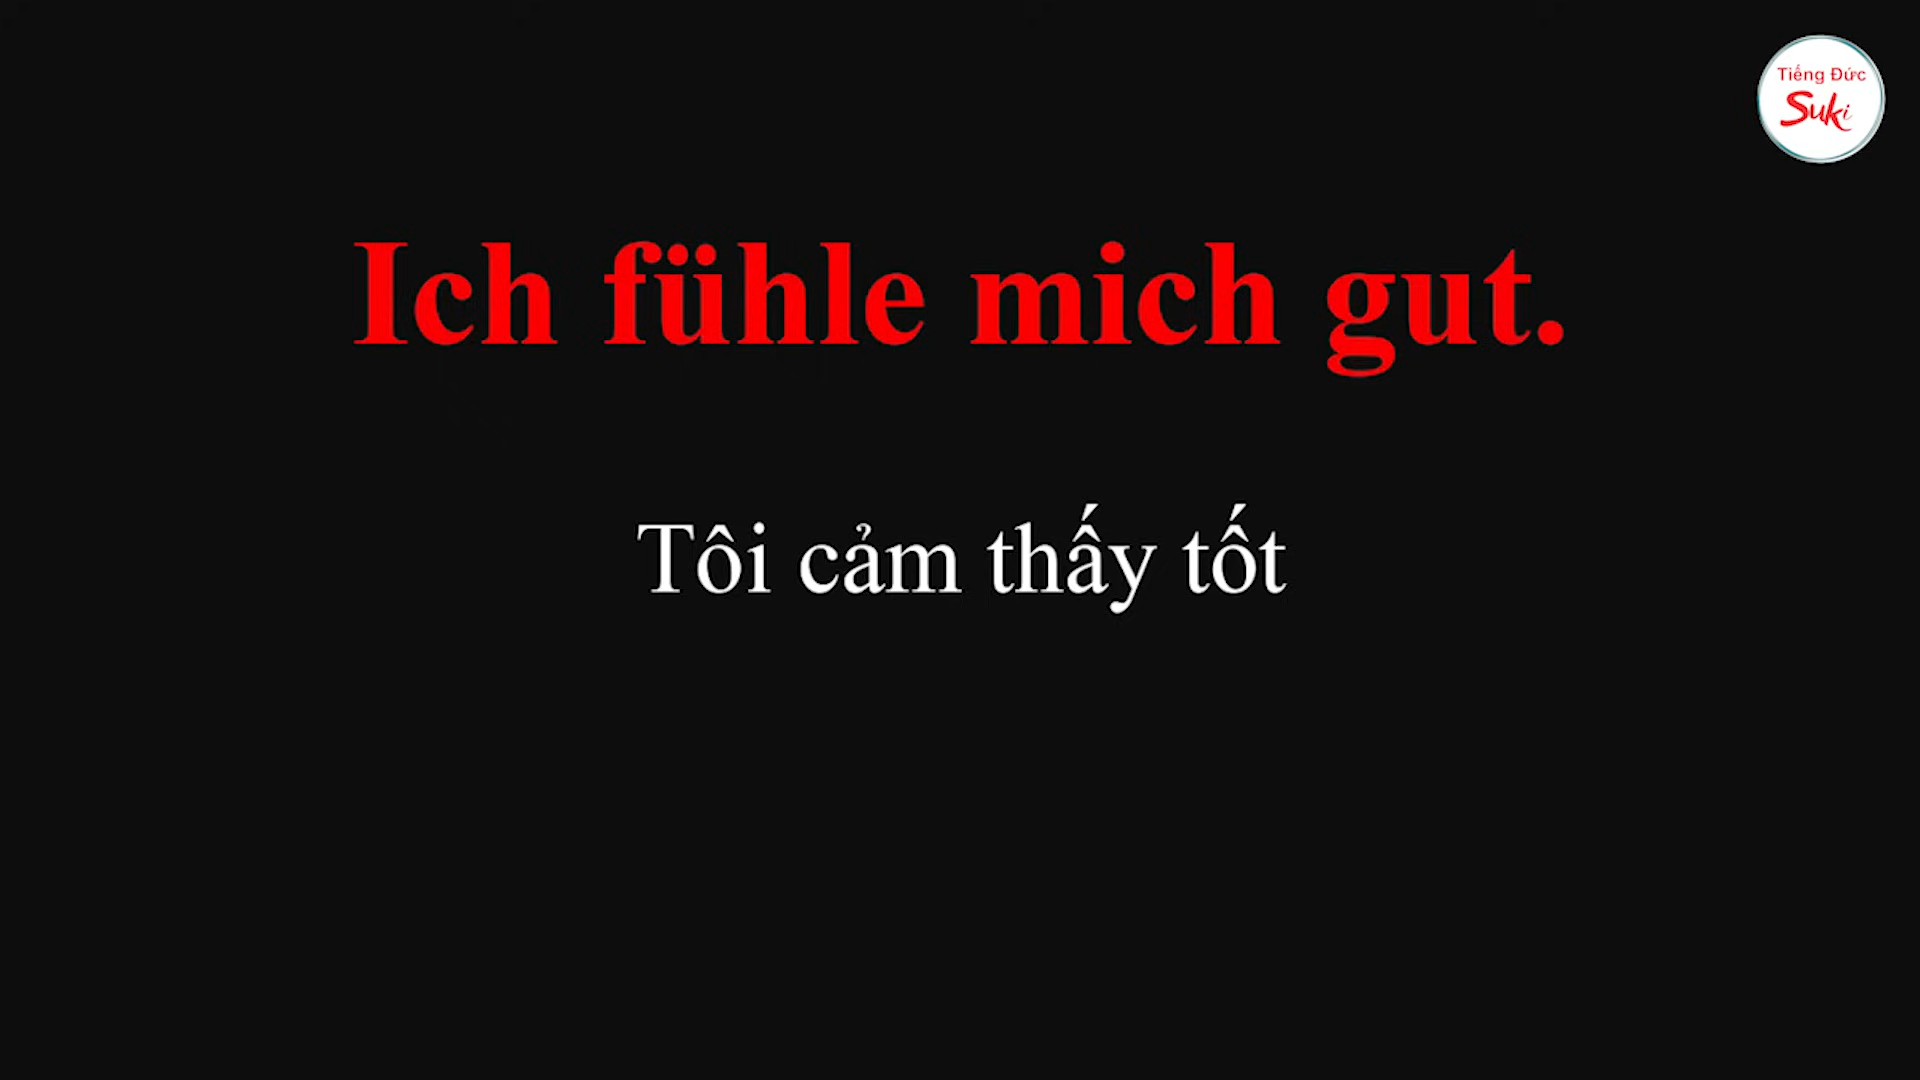 Tiếng Đức
Suki
Ich fühle mich gut.
Tôi cảm thấy tốt